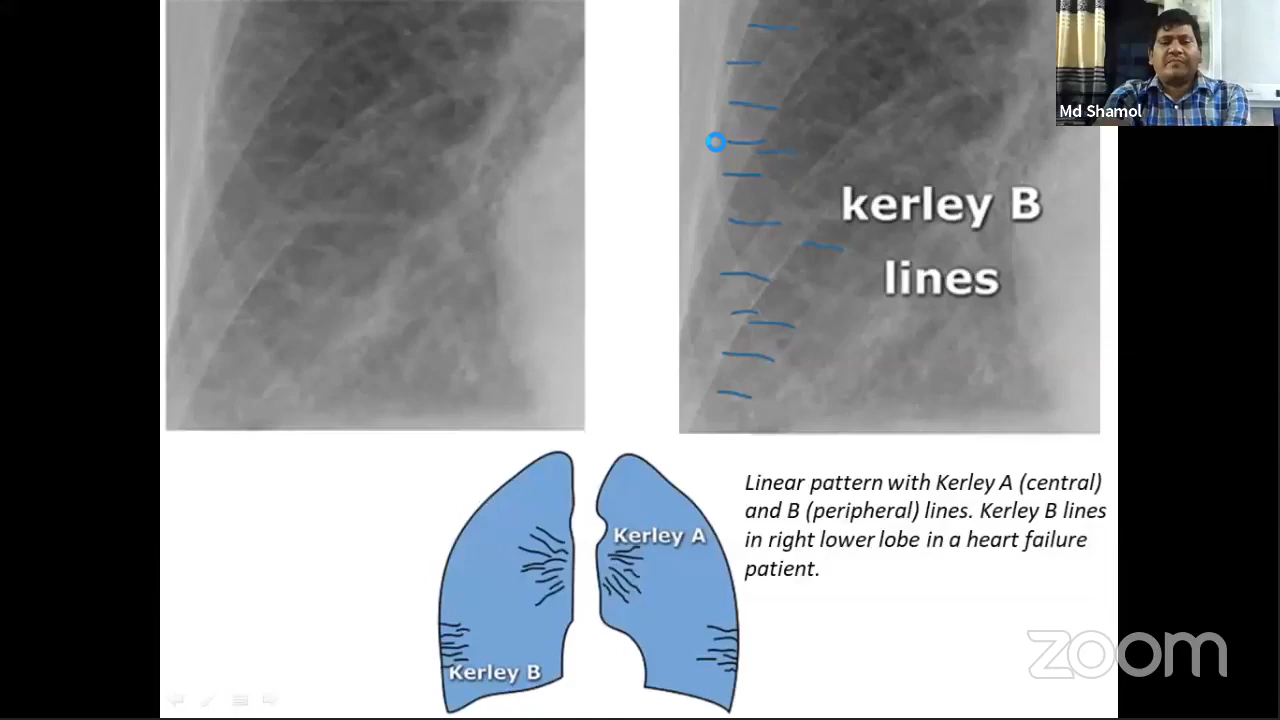 Md Shamol
kerley B
lines
Linear pattern with Kerley A (central)
and B (peripheral) lines. Kerley B lines
in right lower lobe in a heart failure
patient.
Kerley A
Kerley B
zoom